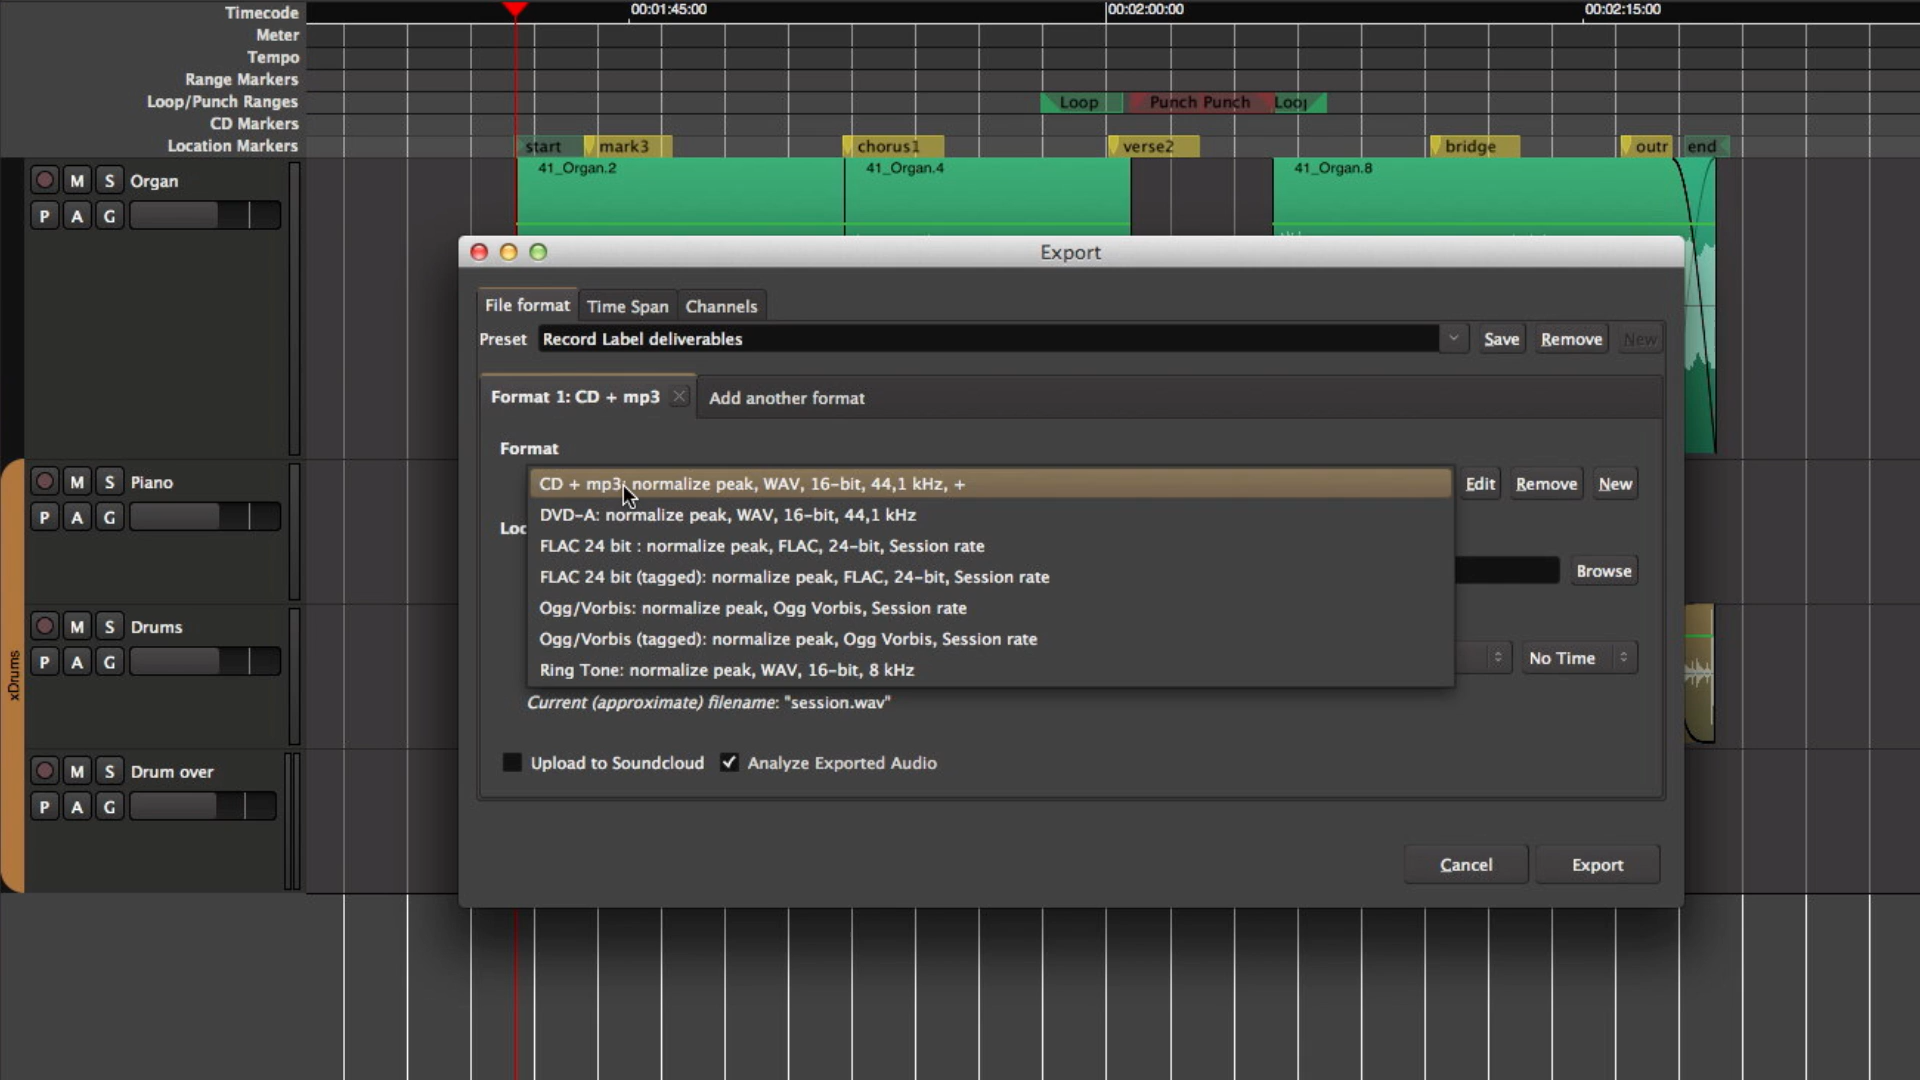 Timecode
00:01:45:00
00:02:00:00
00:02:15:00
Meter
Tempo
Range Markers
Loop/Punch Ranges
Loop
Punch Punch
CD Markers
Location Markers
start
mark3
chorus1
verse2
bridge
outr
end
M S Organ
P A G
41_Organ.2
41_Organ.4
41_Organ.8
Export
File format
Time Span
Channels
Preset
Record Label deliverables
Save
Remove
New
Format 1: CD + mp3
Add another format
Format
CD + mp3: normalize peak, WAV, 16-bit, 44,1 kHz, +
Edit
Remove
New
DVD-A: normalize peak, WAV, 16-bit, 44,1 kHz
Loc
FLAC 24 bit : normalize peak, FLAC, 24-bit, Session rate
FLAC 24 bit (tagged): normalize peak, FLAC, 24-bit, Session rate
Browse
Ogg/Vorbis: normalize peak, Ogg Vorbis, Session rate
Ogg/Vorbis (tagged): normalize peak, Ogg Vorbis, Session rate
No Time
Ring Tone: normalize peak, WAV, 16-bit, 8 kHz
Current (approximate) filename: "session.wav"
Upload to Soundcloud
Analyze Exported Audio
Cancel
Export
M S Piano
P A G
M S Drums
P A G
xDrums
M S Drum over
P A G